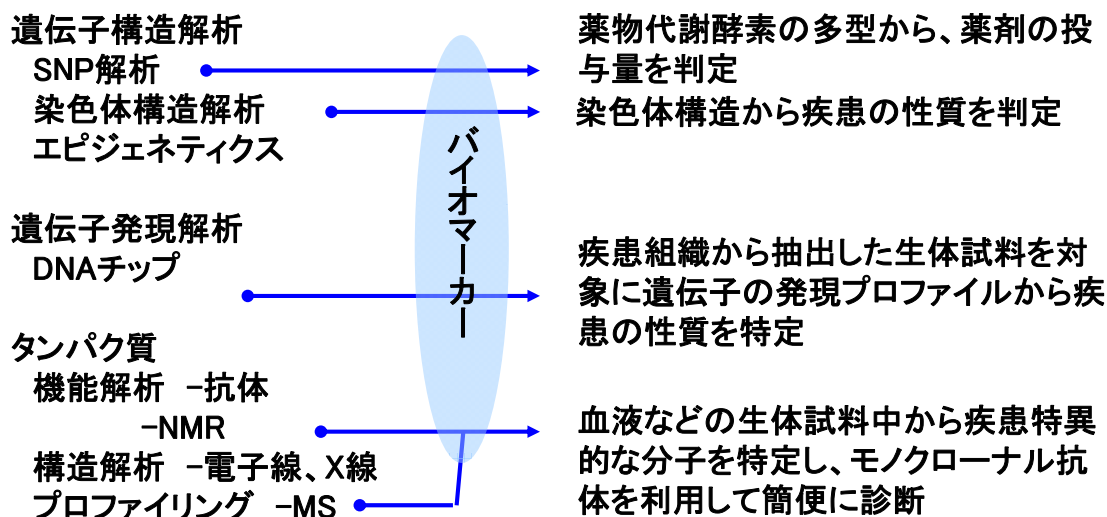 遺伝子構造解析
SNP解析
染色体構造解析
エピジェネティクス
遺伝子発現解析
DNAチップ
タンパク質
機能解析 -抗体
-NMR
構造解析 -電子線、X線
プロファイリング -MS
バイオマーカー
薬物代謝酵素の多型から、薬剤の投
与量を判定
染色体構造から疾患の性質を判定
疾患組織から抽出した生体試料を対
象に遺伝子の発現プロファイルから疾
患の性質を特定
血液などの生体試料中から疾患特異
的な分子を特定し、モノクローナル抗
体を利用して簡便に診断